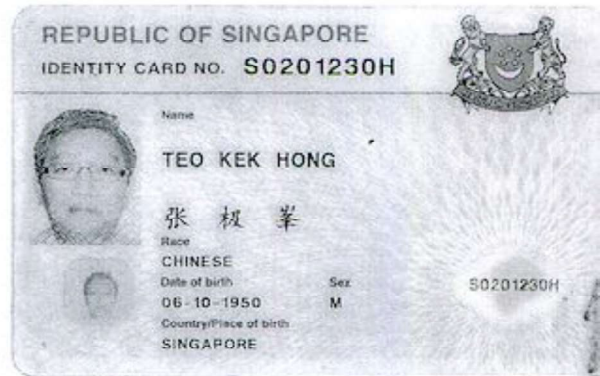 REPUBLIC OF SINGAPORE
IDENTITY CARD NO. S0201230H
Name
TEO KEK HONG
张 极 峯
Race
CHINESE
Date of birth Sex
06-10-1950 M
S0201230H
Country/Place of birth
SINGAPORE